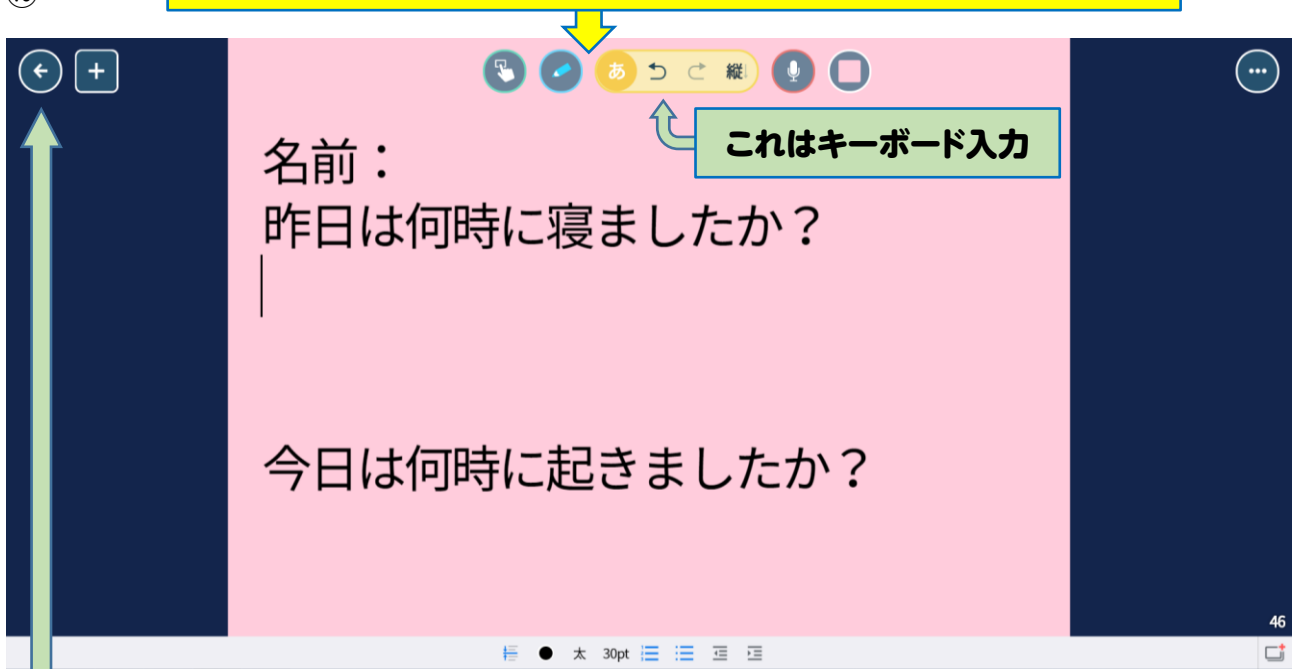 あ 縦
これはキーボード入力
名前：
昨日は何時に寝ましたか？
今日は何時に起きましたか？
46
太 30pt